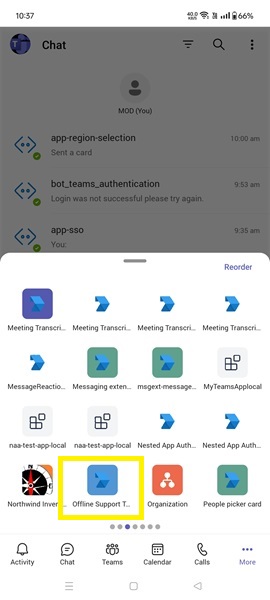 10:37
40.0
KB/S
66%
Chat
MOD (You)
app-region-selection
10:00 am
Sent a card
bot_teams_authentication
9:53 am
Login was not successful please try again.
app-sso
9:35 am
You:
Reorder
Meeting Transcri... Meeting Transcri... Meeting Transcri... Meeting Transcri...
MessageReactio... Messaging exten... msgext-message... MyTeamsApplocal
naa-test-app-local naa-test-app-local Nested App Auth... Nested App Auth...
Northwind Inven... Offline Support T... Organization People picker card
Activity Chat Teams Calendar Calls More